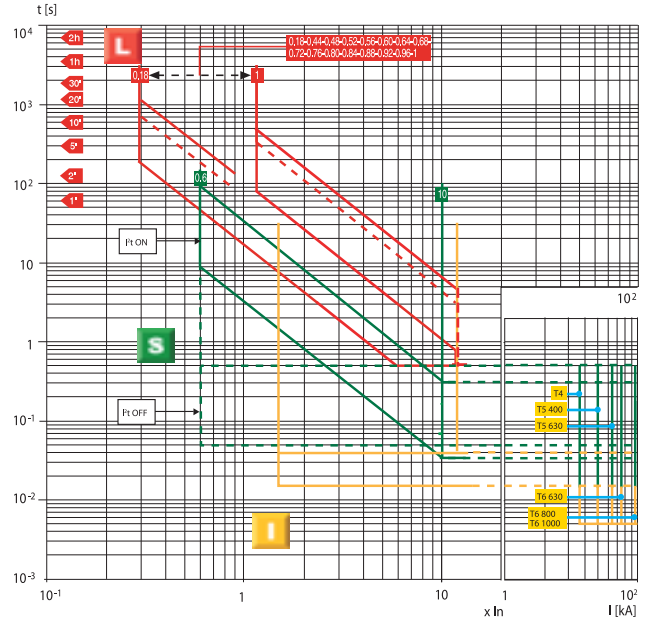 t [s]
10⁴
2h
L
0,18-0,44-0,48-0,52-0,56-0,60-0,64-0,68-
0,72-0,76-0,80-0,84-0,88-0,92-0,96-1
1h
0,18
1
30'
20'
10³
10'
5'
2'
10²
0,6
10
1'
I²t ON
10
10²
1
S
T4
I²t OFF
T5 400
10⁻¹
T5 630
10⁻²
T6 630
T6 800
T6 1000
I
10⁻³
10⁻¹
1
10
1
10
10²
x In
I [kA]